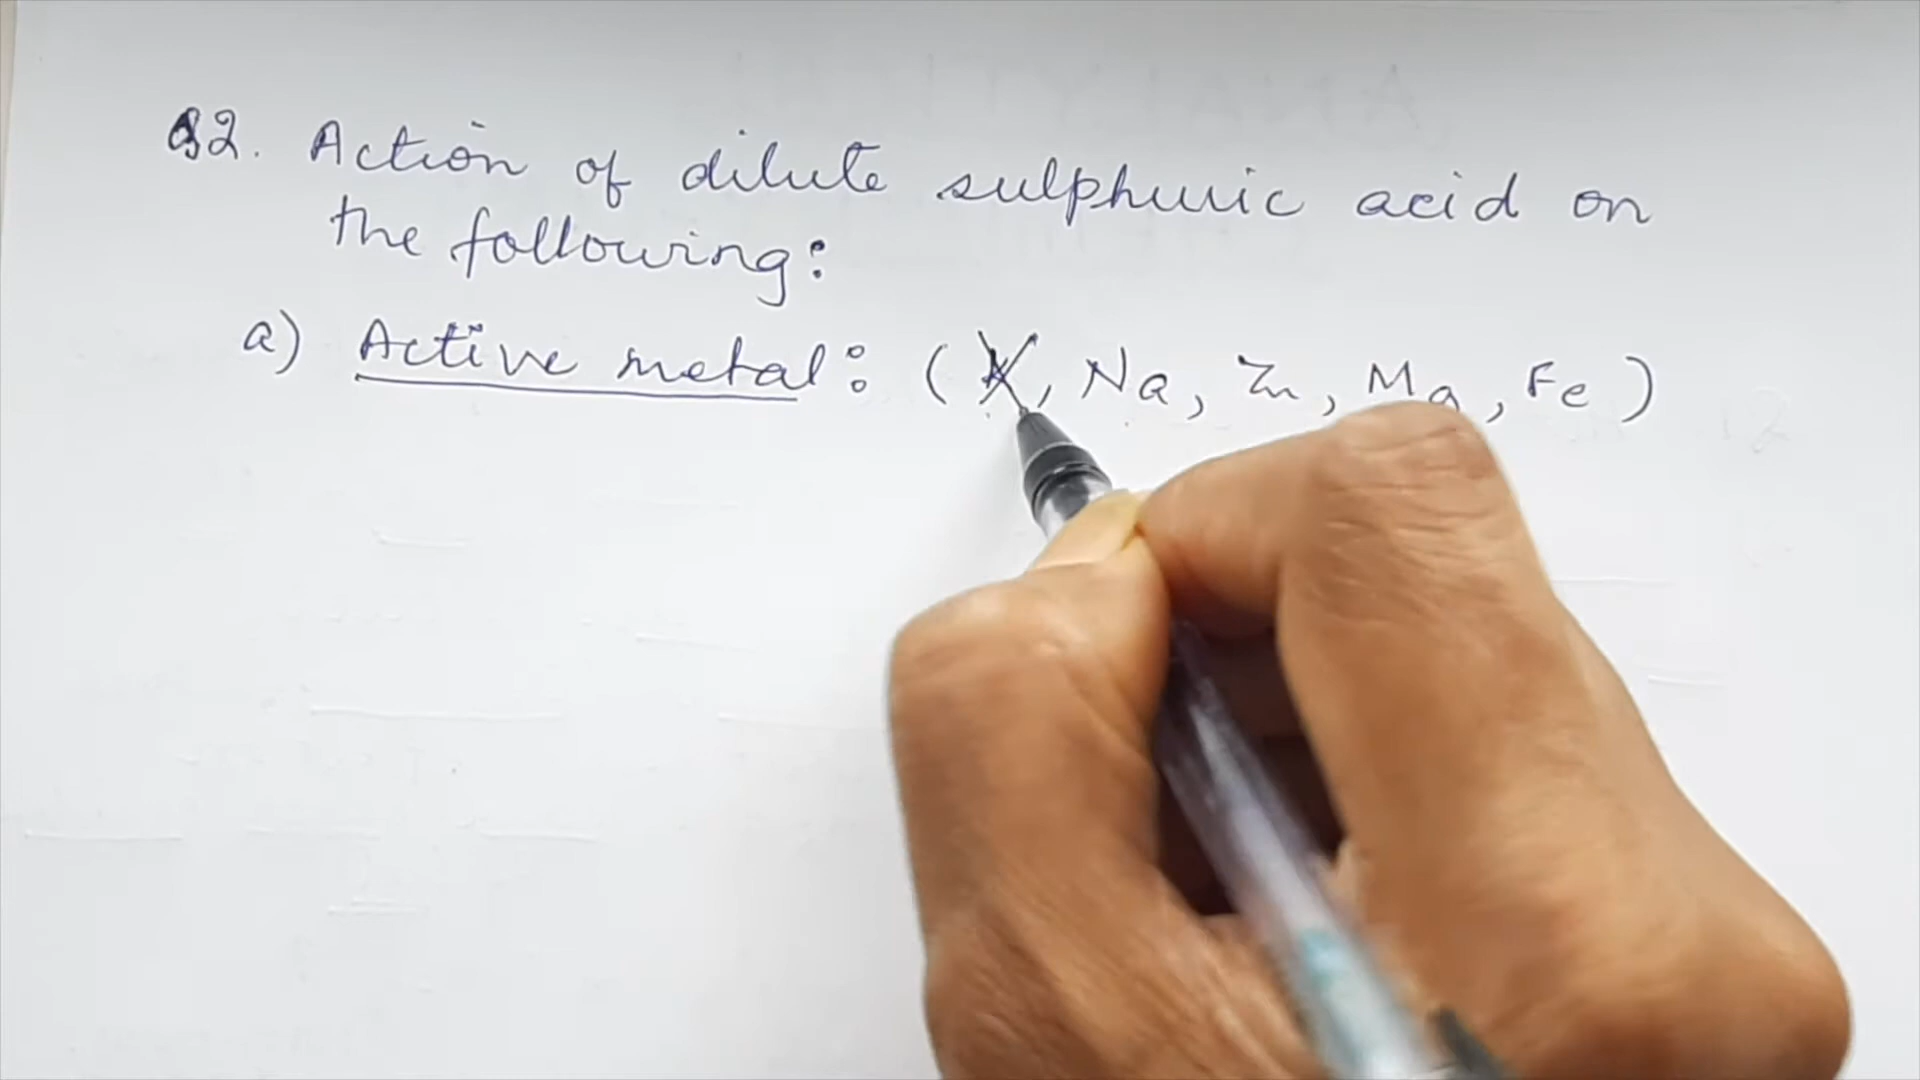 Q2. Action of dilute sulphuric acid on
the following:
a) Active metal: (K, Na, Zn, Mg, Fe)